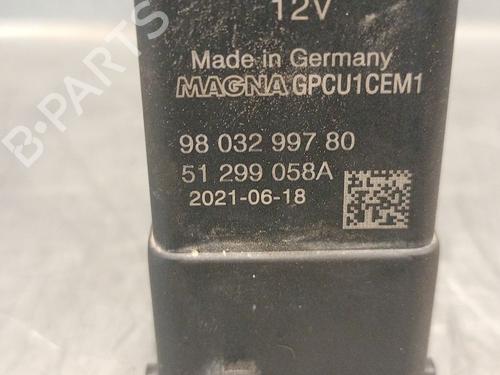 12V
Made in Germany
MAGNA GPCU1CEM1
98 032 997 80
51 299 058A
2021-06-18
B-PARTS